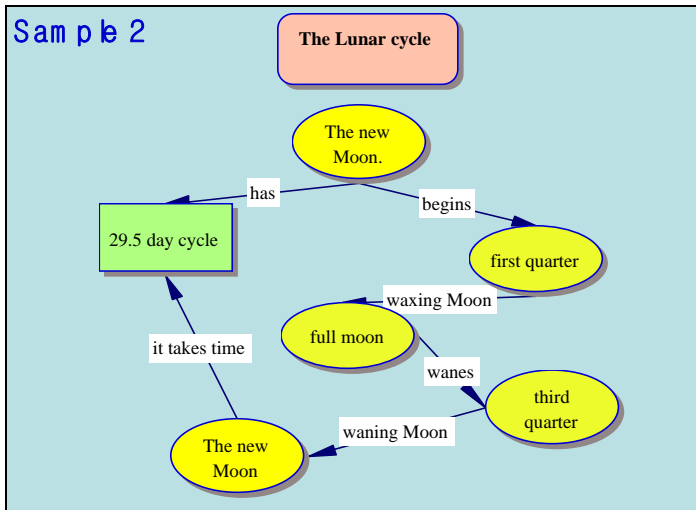 Sample 2
The Lunar cycle
The new
Moon.
has
begins
29.5 day cycle
first quarter
waxing Moon
full moon
it takes time
wanes
third
quarter
waning Moon
The new
Moon